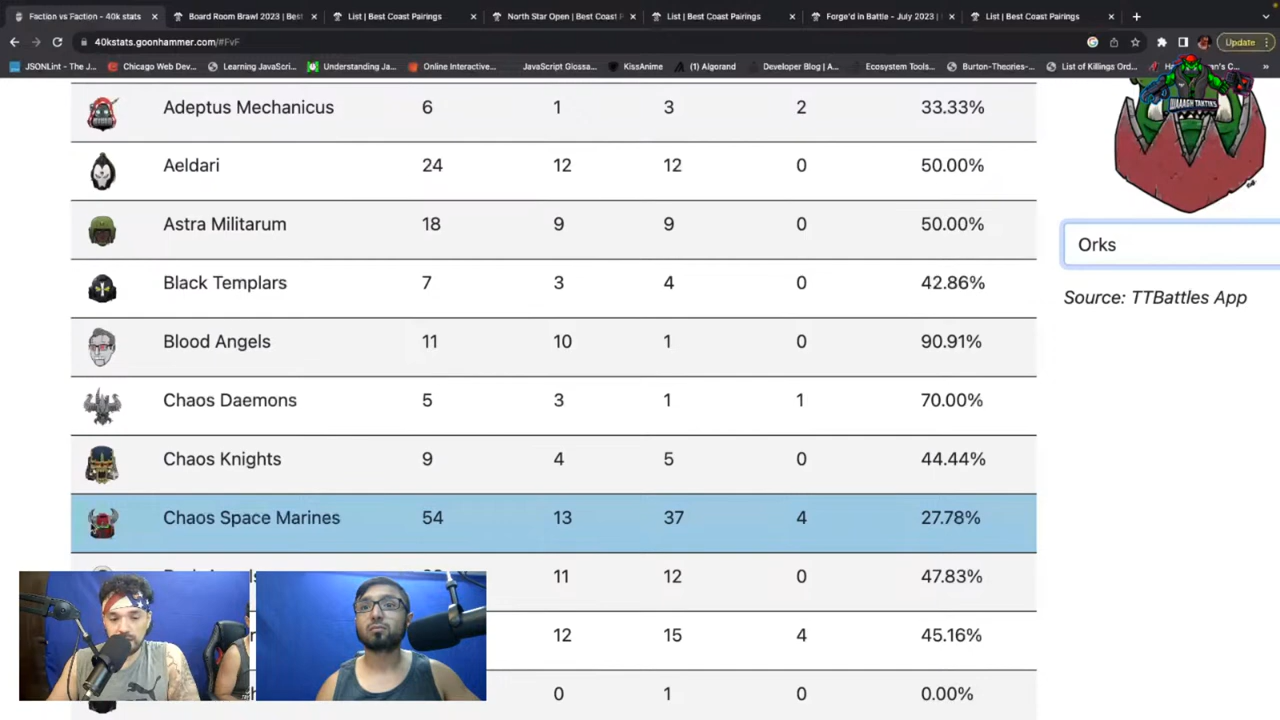 Faction vs Faction - 40k stats
Board Room Brawl 2023 | Bes
List | Best Coast Pairings
North Star Open | Best Coast P
List | Best Coast Pairings
Forge'd in Battle - July 2023 |
List | Best Coast Pairings
40kstats.goonhammer.com/#FvF
Update
JSONLint - The J...
Chicago Web Dev...
Learning JavaScri...
Understanding Ja...
Online Interactive...
JavaScript Glossa...
KissAnime
(1) Algorand
Developer Blog | A...
Ecosystem Tools...
Burton-Theories-...
List of Killings Ord...
WAAAGH TAKTIKS
Adeptus Mechanicus 6 1 3 2 33.33%
Aeldari 24 12 12 0 50.00%
Astra Militarum 18 9 9 0 50.00%
Orks
Black Templars 7 3 4 0 42.86%
Source: TTBattles App
Blood Angels 11 10 1 0 90.91%
Chaos Daemons 5 3 1 1 70.00%
Chaos Knights 9 4 5 0 44.44%
Chaos Space Marines 54 13 37 4 27.78%
11 12 0 47.83%
12 15 4 45.16%
0 1 0 0.00%